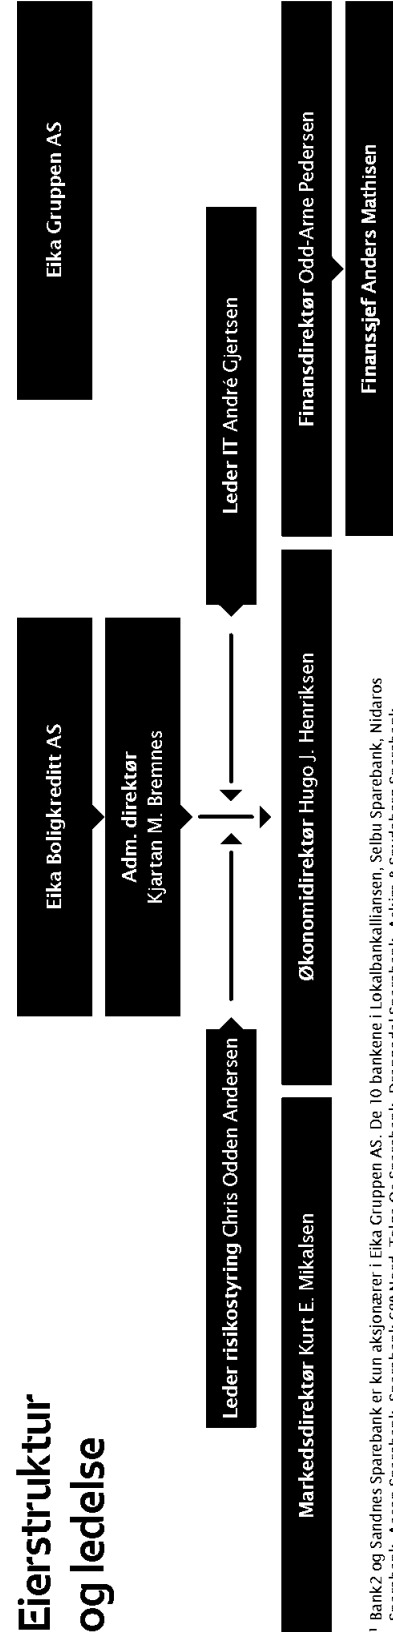 Eierstruktur
og ledelse
Eika Boligkreditt AS
Eika Gruppen AS
Adm. direktør
Kjartan M. Bremnes
Leder risikostyring Chris Odden Andersen
Leder IT André Gjertsen
Markedsdirektør Kurt E. Mikalsen
Økonomidirektør Hugo J. Henriksen
Finansdirektør Odd-Arne Pedersen
Finanssjef Anders Mathisen
¹ Bank2 og Sandnes Sparebank er kun aksjonærer i Eika Gruppen AS. De 10 bankene i Lokalbankalliansen, Selbu Sparebank, Nidaros